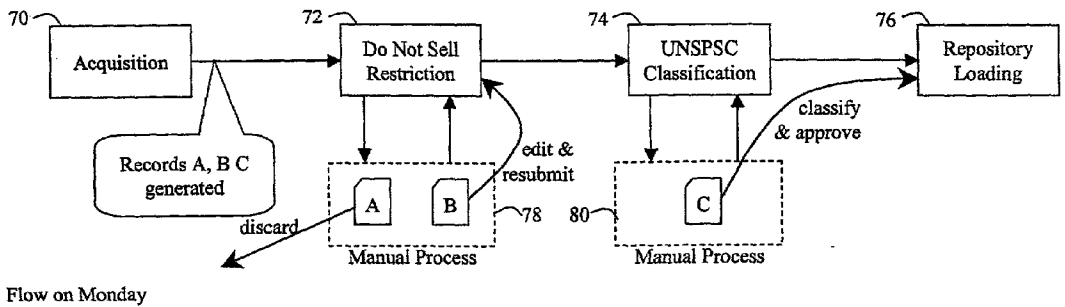 70
72
74
76
Acquisition
Do Not Sell
Restriction
UNSPSC
Classification
Repository
Loading
Records A, B C
generated
edit &
resubmit
classify
& approve
A
B
C
78
80
discard
Manual Process
Manual Process
Flow on Monday